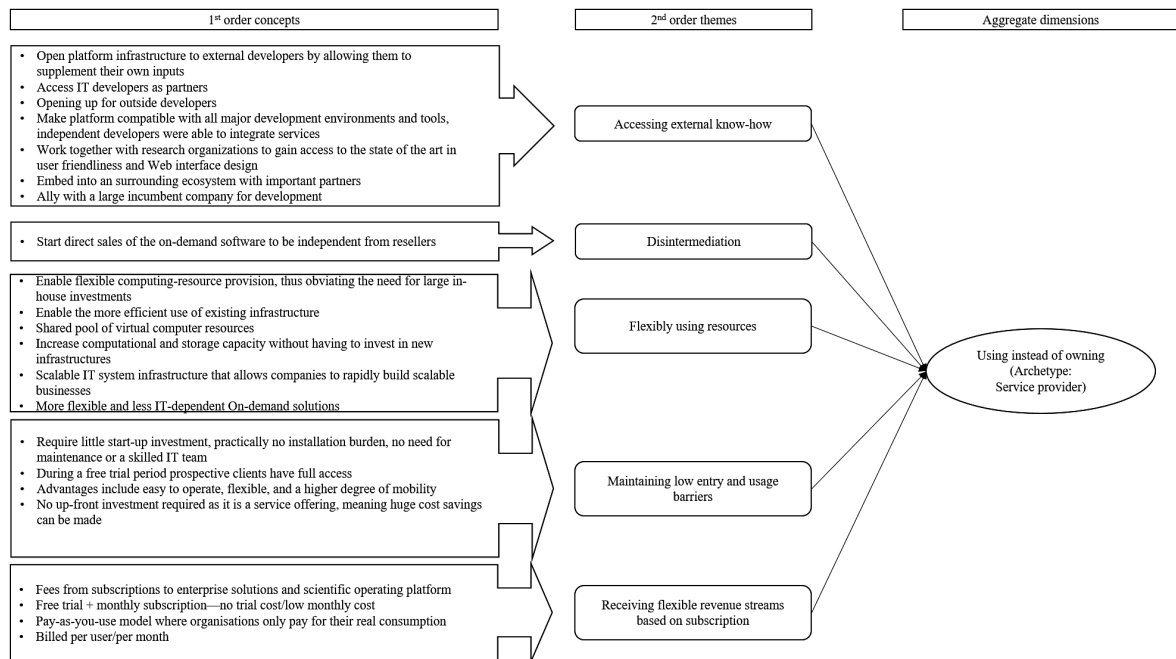 1st order concepts
2nd order themes
Aggregate dimensions
• Open platform infrastructure to external developers by allowing them to
supplement their own inputs
• Access IT developers as partners
• Opening up for outside developers
• Make platform compatible with all major development environments and tools,
independent developers were able to integrate services
• Work together with research organizations to gain access to the state of the art in
user friendliness and Web interface design
• Embed into an surrounding ecosystem with important partners
• Ally with a large incumbent company for development
Accessing external know-how
• Start direct sales of the on-demand software to be independent from resellers
Disintermediation
• Enable flexible computing-resource provision, thus obviating the need for large in-
house investments
• Enable the more efficient use of existing infrastructure
• Shared pool of virtual computer resources
• Increase computational and storage capacity without having to invest in new
infrastructures
• Scalable IT system infrastructure that allows companies to rapidly build scalable
businesses
• More flexible and less IT-dependent On-demand solutions
Flexibly using resources
Using instead of owning
(Archetype:
Service provider)
• Require little start-up investment, practically no installation burden, no need for
maintenance or a skilled IT team
• During a free trial period prospective clients have full access
• Advantages include easy to operate, flexible, and a higher degree of mobility
• No up-front investment required as it is a service offering, meaning huge cost savings
can be made
Maintaining low entry and usage
barriers
• Fees from subscriptions to enterprise solutions and scientific operating platform
• Free trial + monthly subscription—no trial cost/low monthly cost
• Pay-as-you-use model where organisations only pay for their real consumption
• Billed per user/per month
Receiving flexible revenue streams
based on subscription